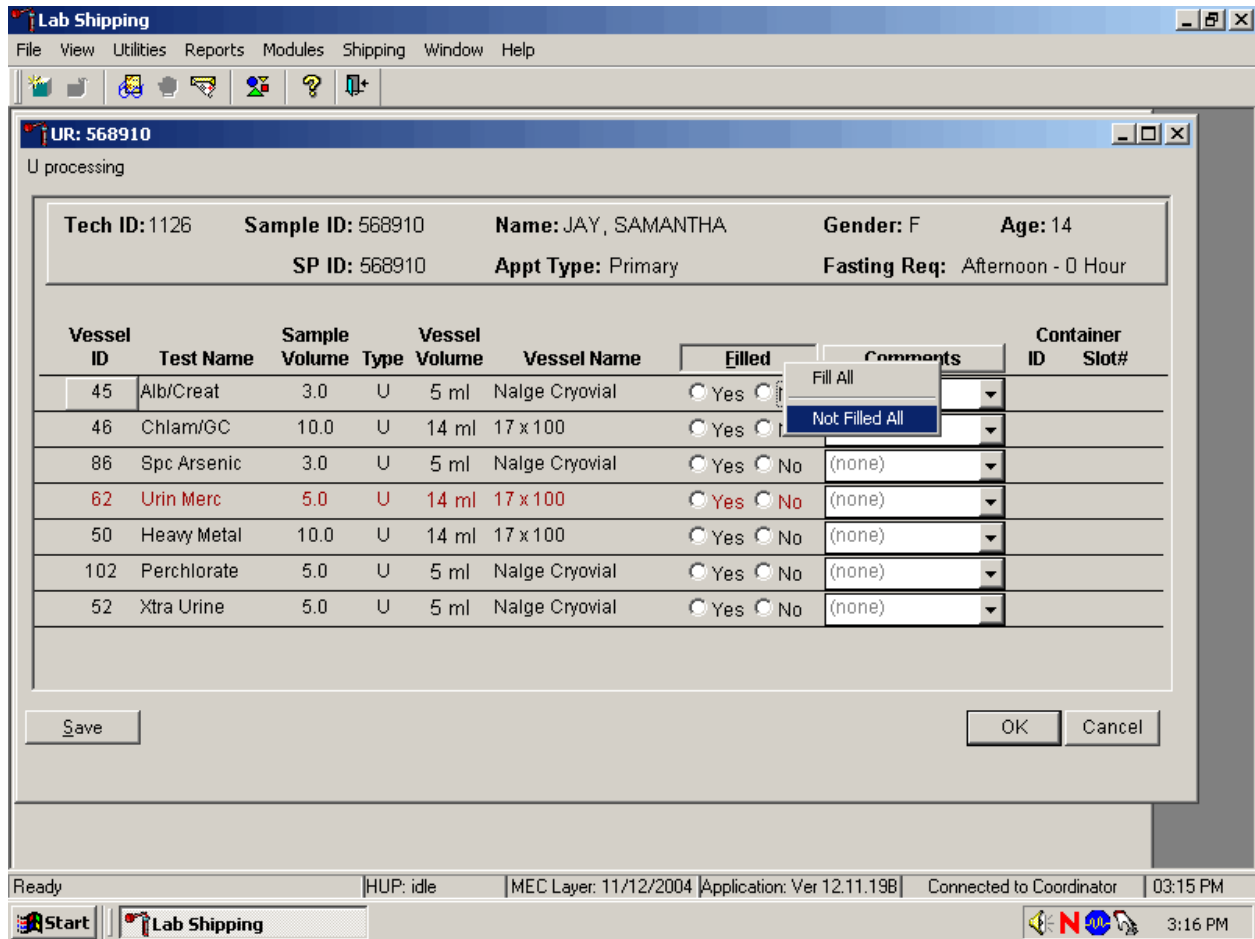 Lab Shipping
File View Utilities Reports Modules Shipping Window Help
UR: 568910
U processing
Tech ID: 1126 Sample ID: 568910 Name: JAY, SAMANTHA Gender: F Age: 14
SP ID: 568910 Appt Type: Primary Fasting Req: Afternoon - 0 Hour
Vessel Sample Vessel Container
ID Test Name Volume Type Volume Vessel Name Filled Comments ID Slot#
Fill All
45 Alb/Creat 3.0 U 5 ml Nalge Cryovial Yes
Not Filled All
46 Chlam/GC 10.0 U 14 ml 17 x 100 Yes
86 Spc Arsenic 3.0 U 5 ml Nalge Cryovial Yes No (none)
62 Urin Merc 5.0 U 14 ml 17 x 100 Yes No (none)
50 Heavy Metal 10.0 U 14 ml 17 x 100 Yes No (none)
102 Perchlorate 5.0 U 5 ml Nalge Cryovial Yes No (none)
52 Xtra Urine 5.0 U 5 ml Nalge Cryovial Yes No (none)
Save OK Cancel
Ready HUP: idle MEC Layer: 11/12/2004 Application: Ver 12.11.19B Connected to Coordinator 03:15 PM
Start Lab Shipping N 3:16 PM